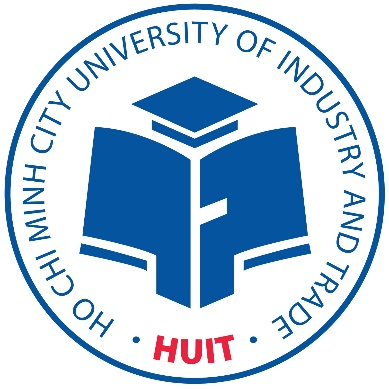 HO CHI MINH CITY UNIVERSITY OF INDUSTRY AND TRADE
• HUIT •